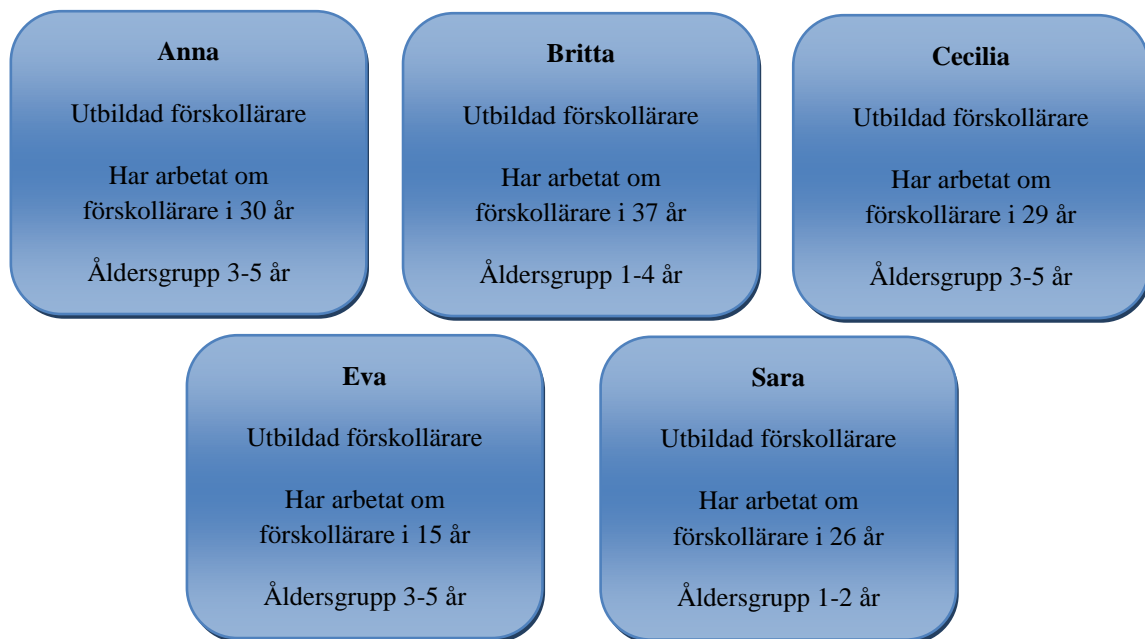 Anna
Utbildad förskollärare
Har arbetat om
förskollärare i 30 år
Åldersgrupp 3-5 år
Britta
Utbildad förskollärare
Har arbetat om
förskollärare i 37 år
Åldersgrupp 1-4 år
Cecilia
Utbildad förskollärare
Har arbetat om
förskollärare i 29 år
Åldersgrupp 3-5 år
Eva
Utbildad förskollärare
Har arbetat om
förskollärare i 15 år
Åldersgrupp 3-5 år
Sara
Utbildad förskollärare
Har arbetat om
förskollärare i 26 år
Åldersgrupp 1-2 år